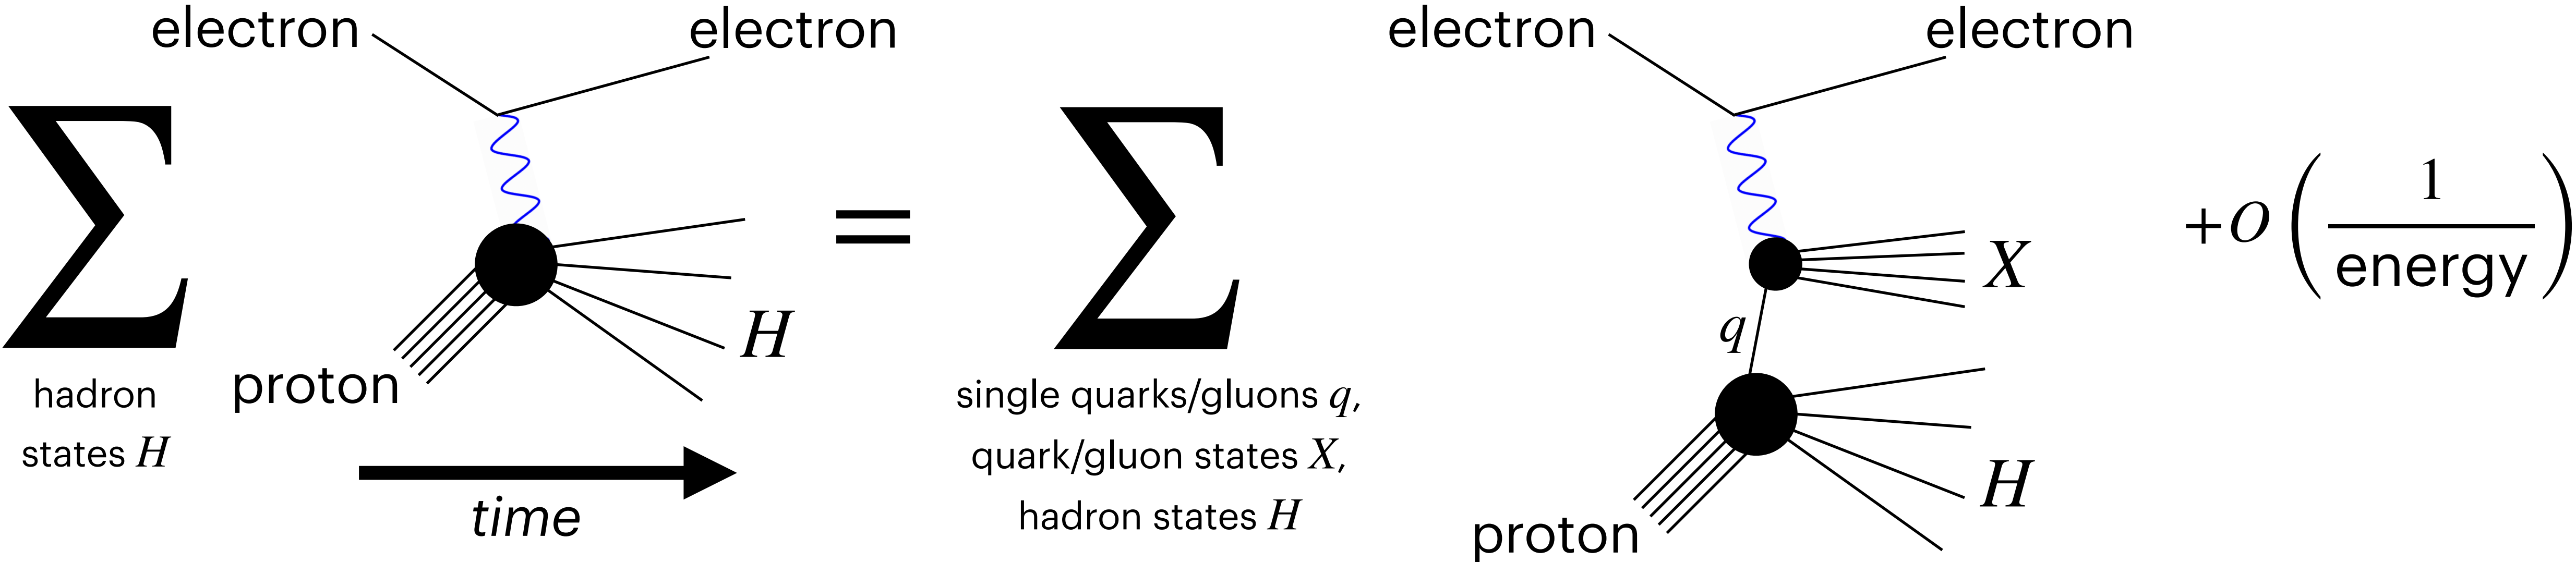 electron electron
∑
H
proton
hadron
states H
time
=
∑
single quarks/gluons q,
quark/gluon states X,
hadron states H
electron electron
X
q
H
proton
+O(1/energy)